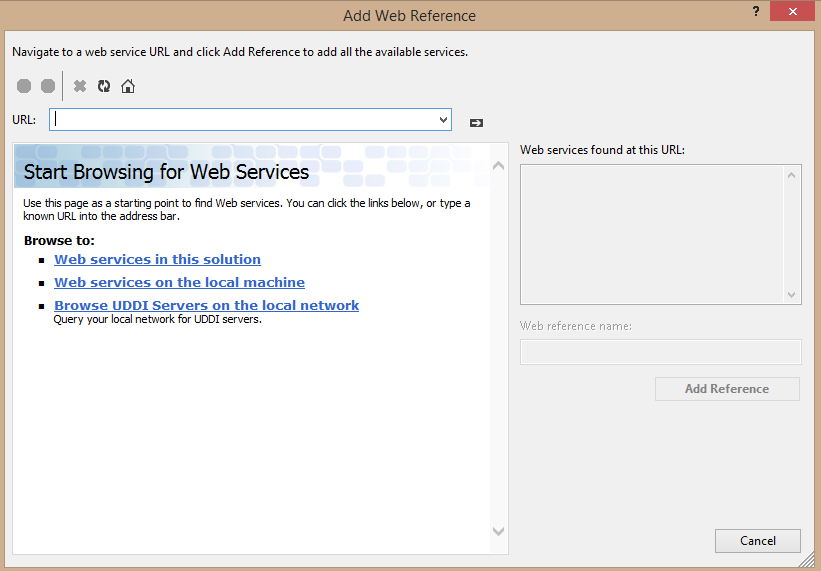 Add Web Reference
?
Navigate to a web service URL and click Add Reference to add all the available services.
URL:
Start Browsing for Web Services
Use this page as a starting point to find Web services. You can click the links below, or type a
known URL into the address bar.
Browse to:
Web services in this solution
Web services on the local machine
Browse UDDI Servers on the local network
Query your local network for UDDI servers.
Web services found at this URL:
Web reference name:
Add Reference
Cancel